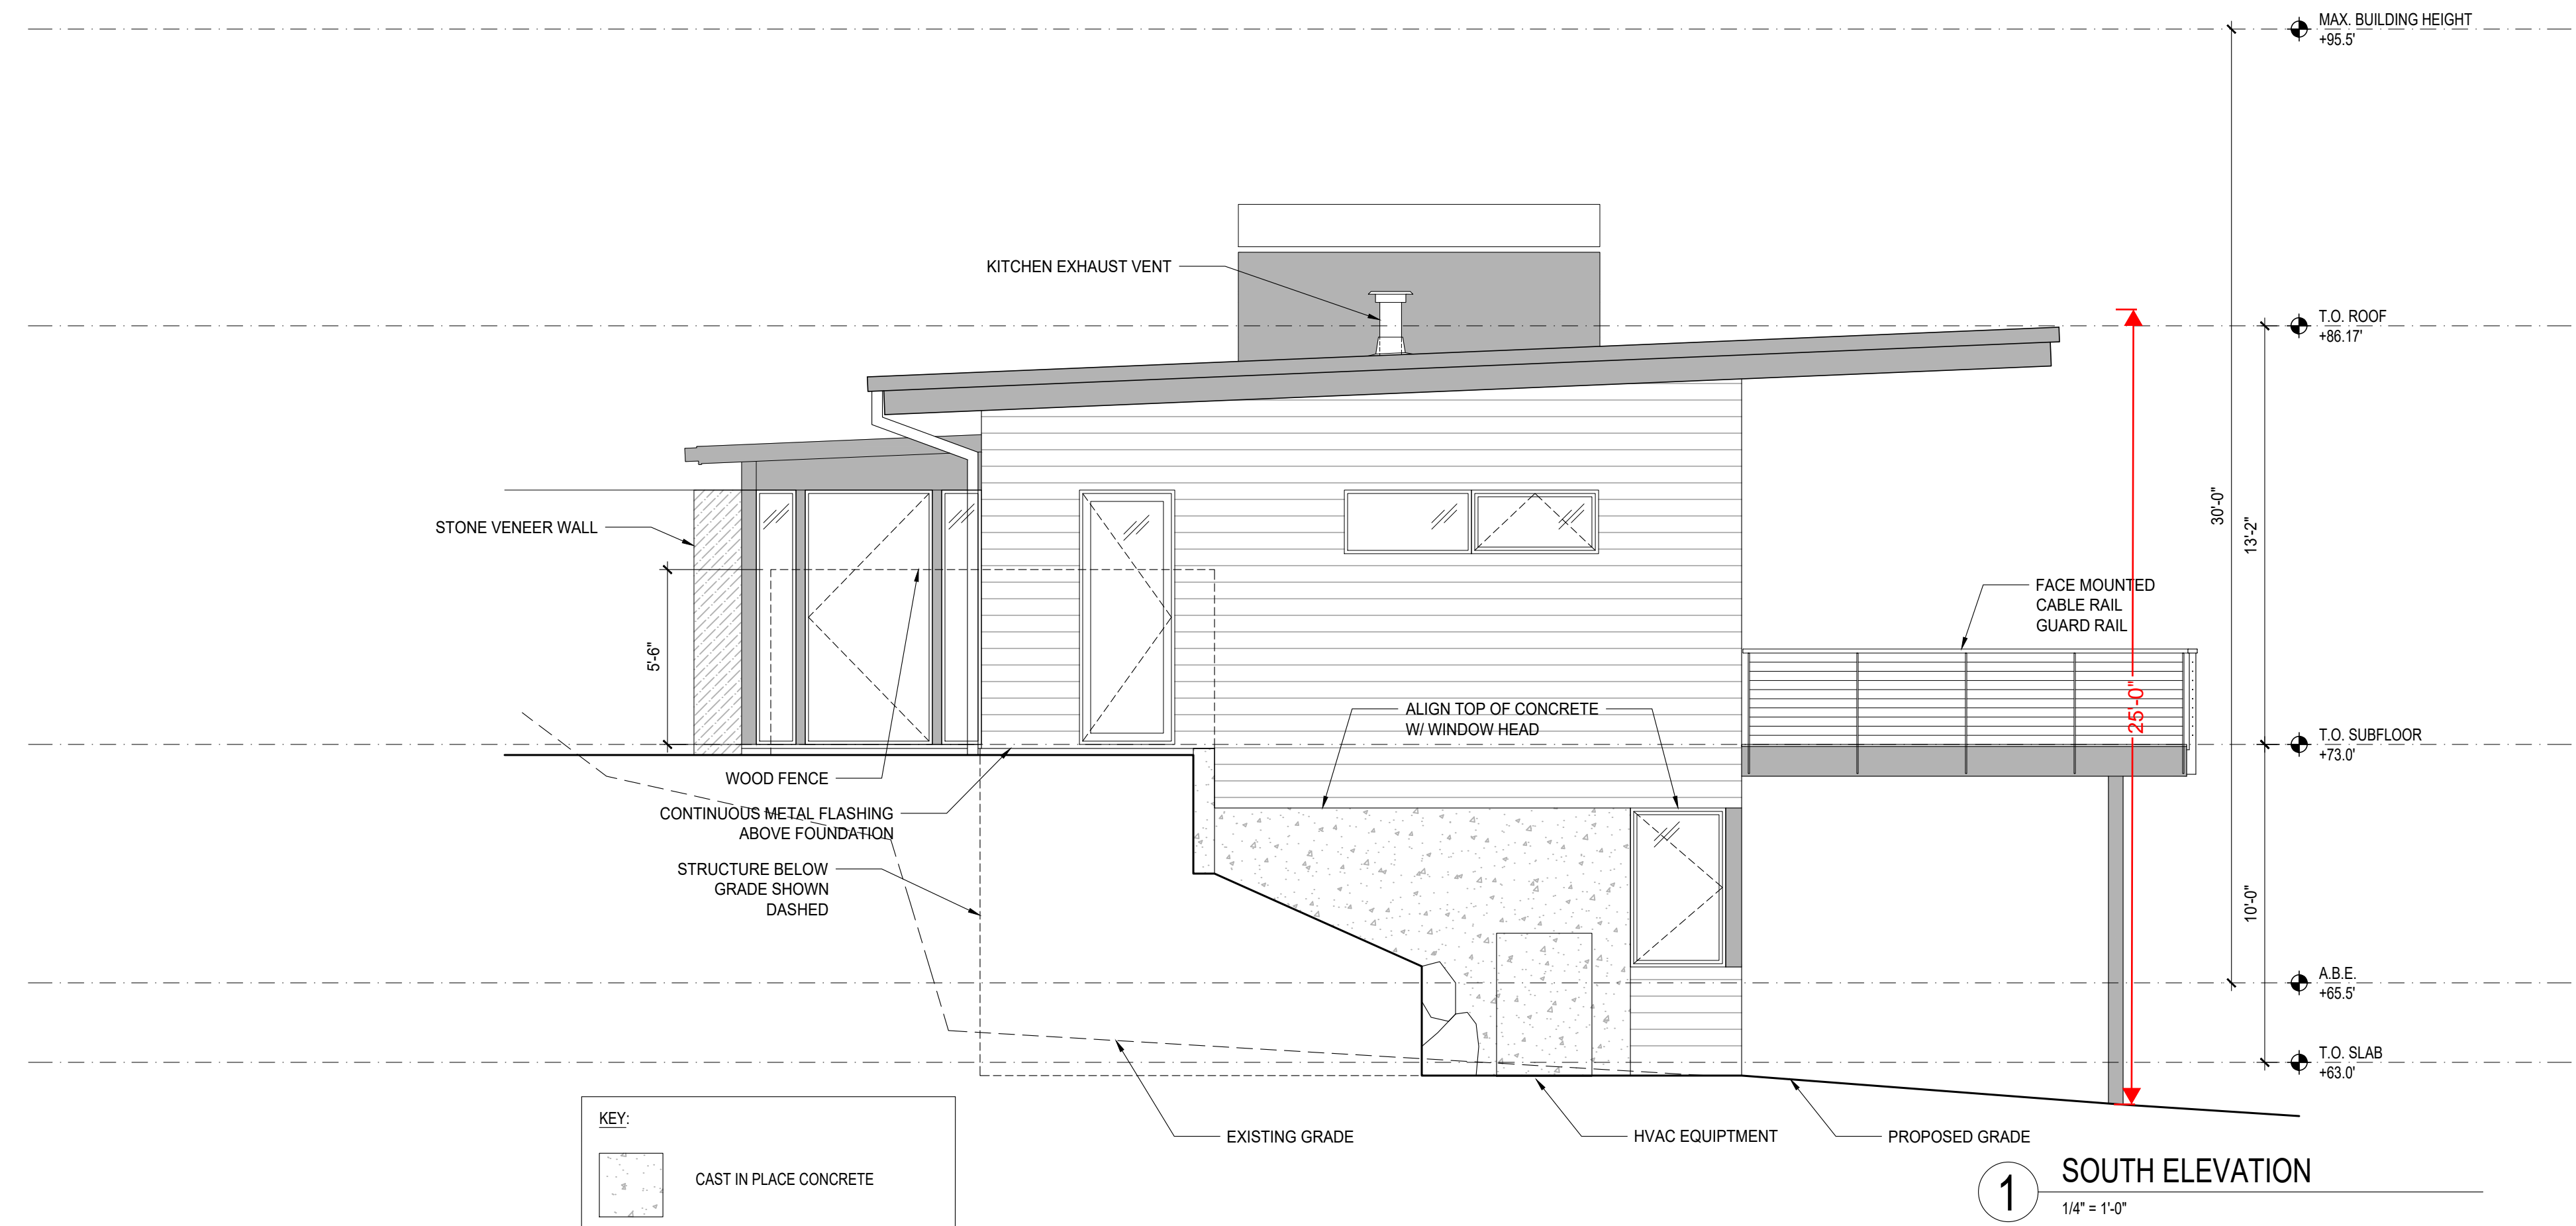 MAX. BUILDING HEIGHT
+95.5'
KITCHEN EXHAUST VENT
T.O. ROOF
+86.17'
30'-0"
13'-2"
STONE VENEER WALL
5'-6"
FACE MOUNTED
CABLE RAIL
GUARD RAIL
25'-0"
ALIGN TOP OF CONCRETE
W/ WINDOW HEAD
T.O. SUBFLOOR
+73.0'
WOOD FENCE
CONTINUOUS METAL FLASHING
ABOVE FOUNDATION
STRUCTURE BELOW
GRADE SHOWN
DASHED
10'-0"
A.B.E.
+65.5'
T.O. SLAB
+63.0'
KEY:
CAST IN PLACE CONCRETE
EXISTING GRADE
HVAC EQUIPTMENT
PROPOSED GRADE
1
SOUTH ELEVATION
1/4" = 1'-0"